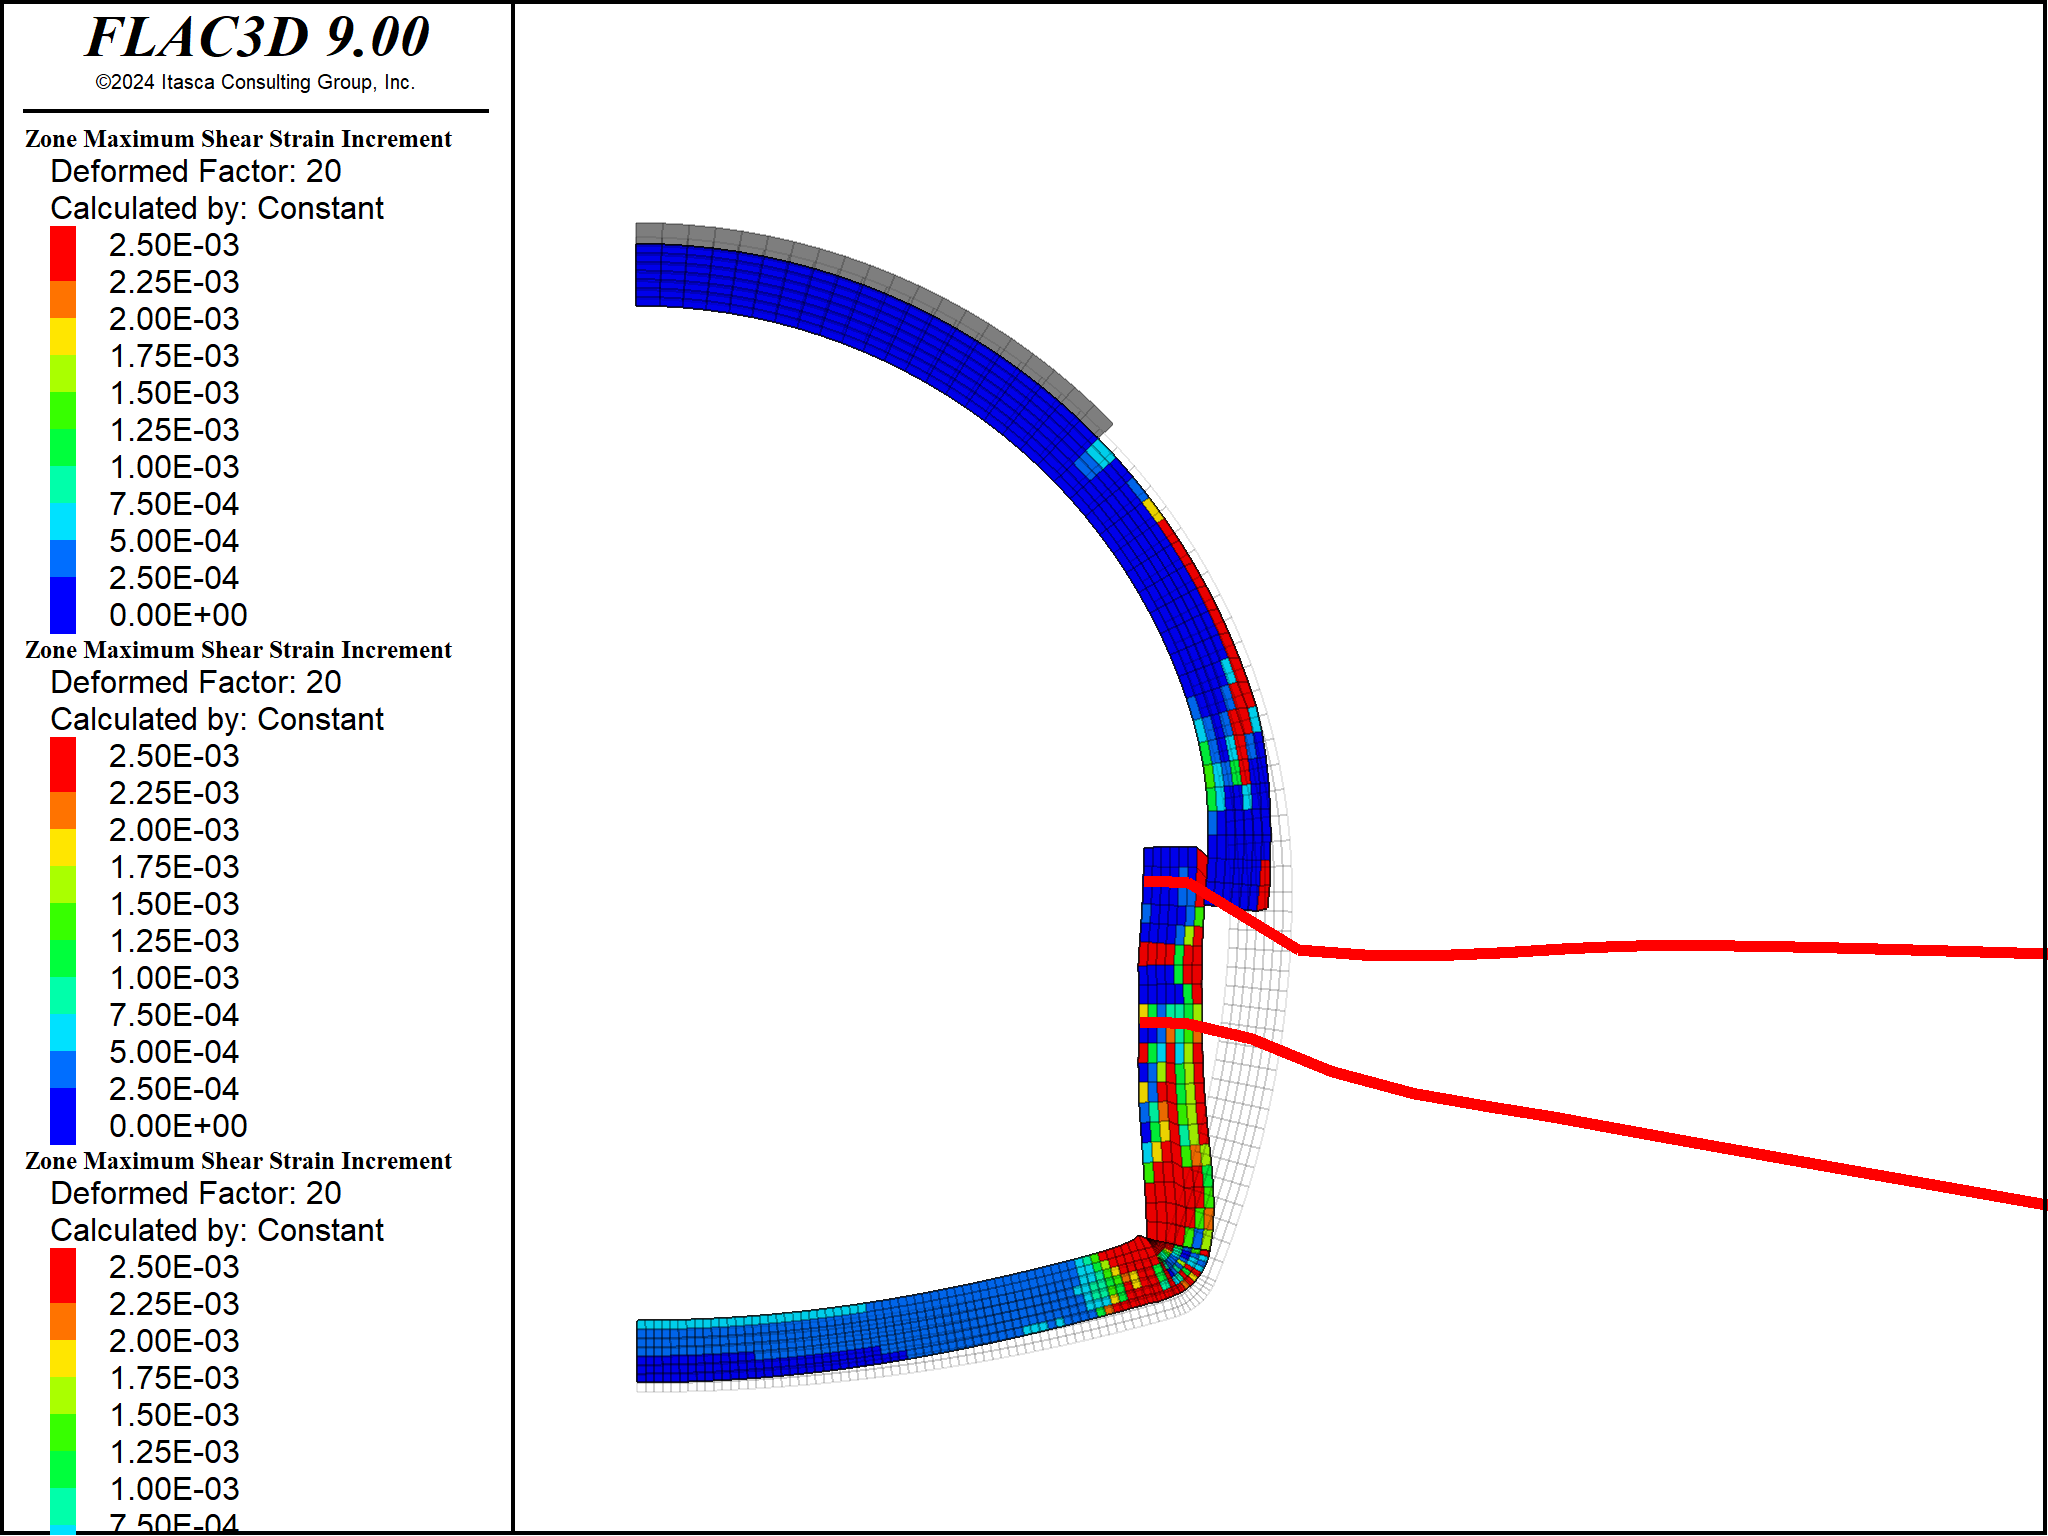 FLAC3D 9.00
©2024 Itasca Consulting Group, Inc.
Zone Maximum Shear Strain Increment
Deformed Factor: 20
Calculated by: Constant
2.50E-03
2.25E-03
2.00E-03
1.75E-03
1.50E-03
1.25E-03
1.00E-03
7.50E-04
5.00E-04
2.50E-04
0.00E+00
Zone Maximum Shear Strain Increment
Deformed Factor: 20
Calculated by: Constant
2.50E-03
2.25E-03
2.00E-03
1.75E-03
1.50E-03
1.25E-03
1.00E-03
7.50E-04
5.00E-04
2.50E-04
0.00E+00
Zone Maximum Shear Strain Increment
Deformed Factor: 20
Calculated by: Constant
2.50E-03
2.25E-03
2.00E-03
1.75E-03
1.50E-03
1.25E-03
1.00E-03
7.50E-04